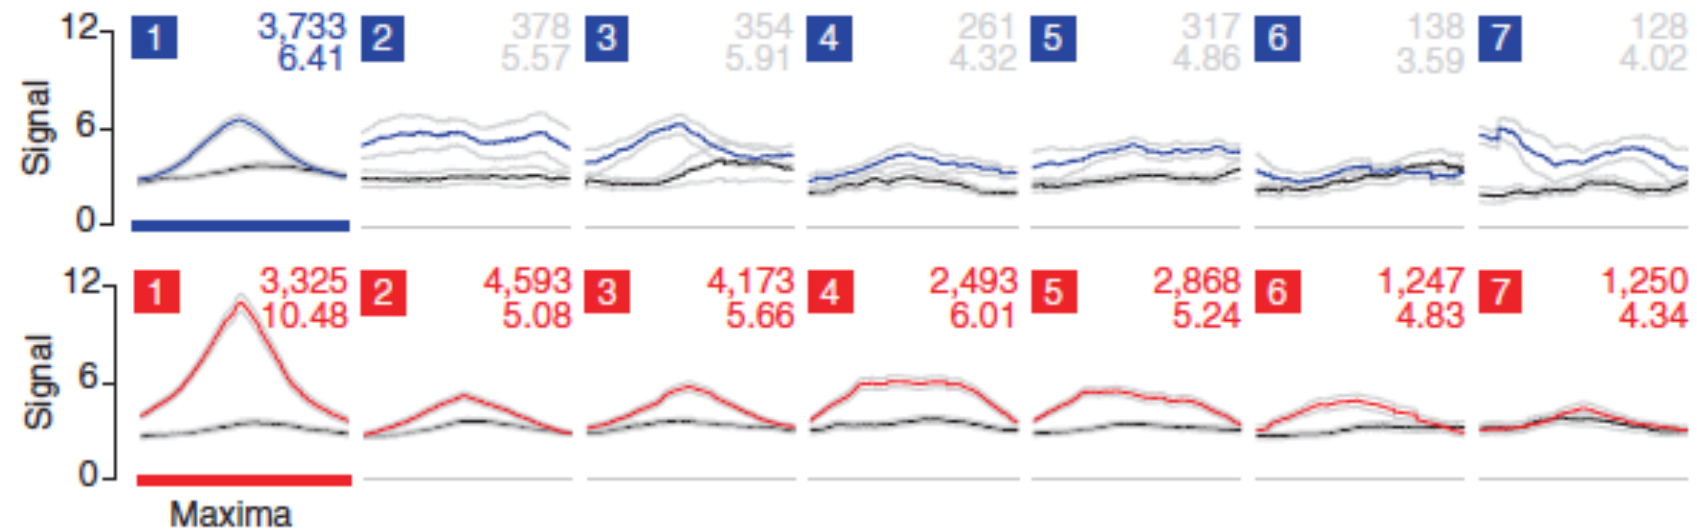 12 1 3,733 2 378 3 354 4 261 5 317 6 138 7 128
6.41 5.57 5.91 4.32 4.86 3.59 4.02
Signal
6
0
12 1 3,325 2 4,593 3 4,173 4 2,493 5 2,868 6 1,247 7 1,250
10.48 5.08 5.66 6.01 5.24 4.83 4.34
Signal
6
0
Maxima